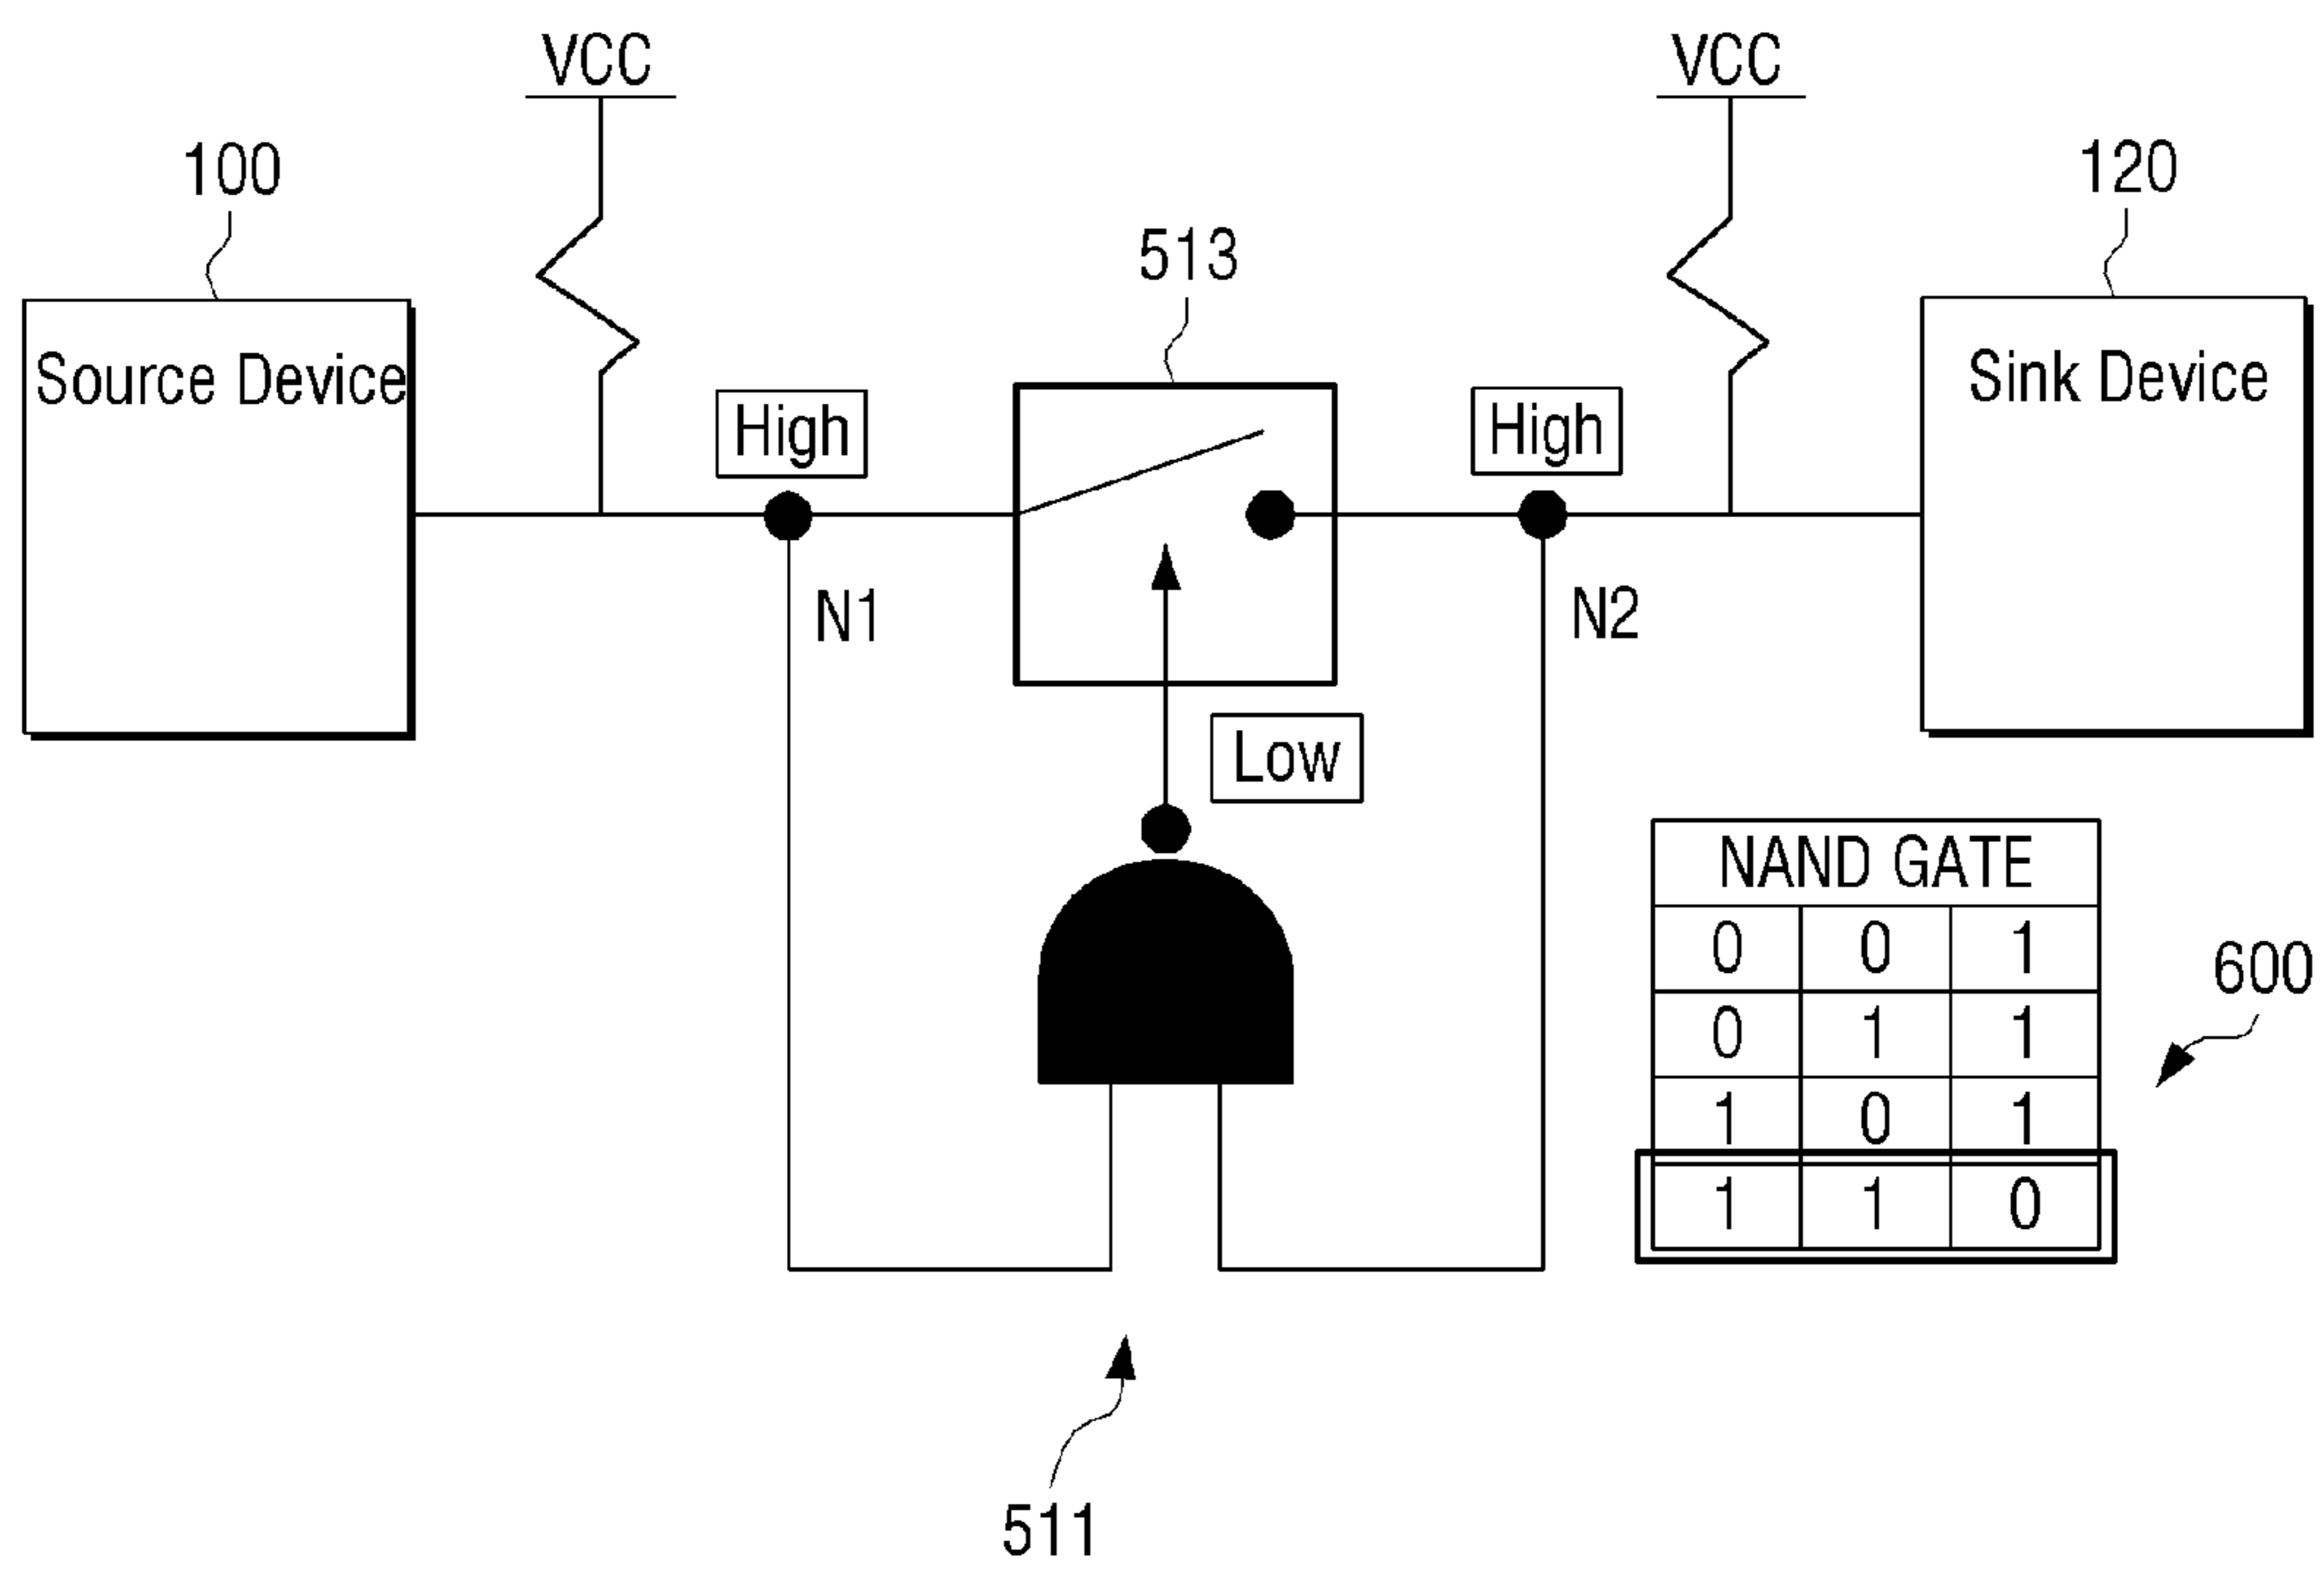 VCC
VCC
100
120
513
Source Device
High
High
Sink Device
N1
N2
Low
NAND GATE
0 0 1
0 1 1
1 0 1
1 1 0
600
511